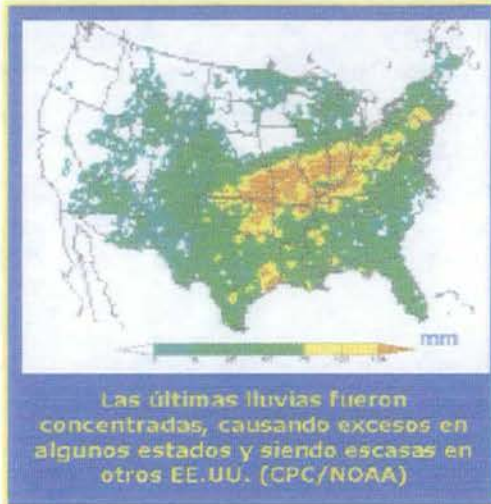 mm
Las últimas lluvias fueron
concentradas, causando excesos en
algunos estados y siendo escasas en
otros EE.UU. (CPC/NOAA)